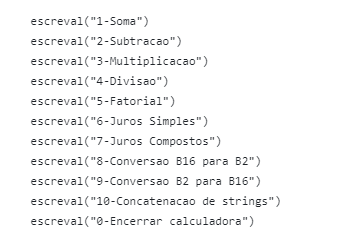 escreval("1-Soma")
escreval("2-Subtracao")
escreval("3-Multiplicacao")
escreval("4-Divisao")
escreval("5-Fatorial")
escreval("6-Juros Simples")
escreval("7-Juros Compostos")
escreval("8-Conversao B16 para B2")
escreval("9-Conversao B2 para B16")
escreval("10-Concatenacao de strings")
escreval("0-Encerrar calculadora")